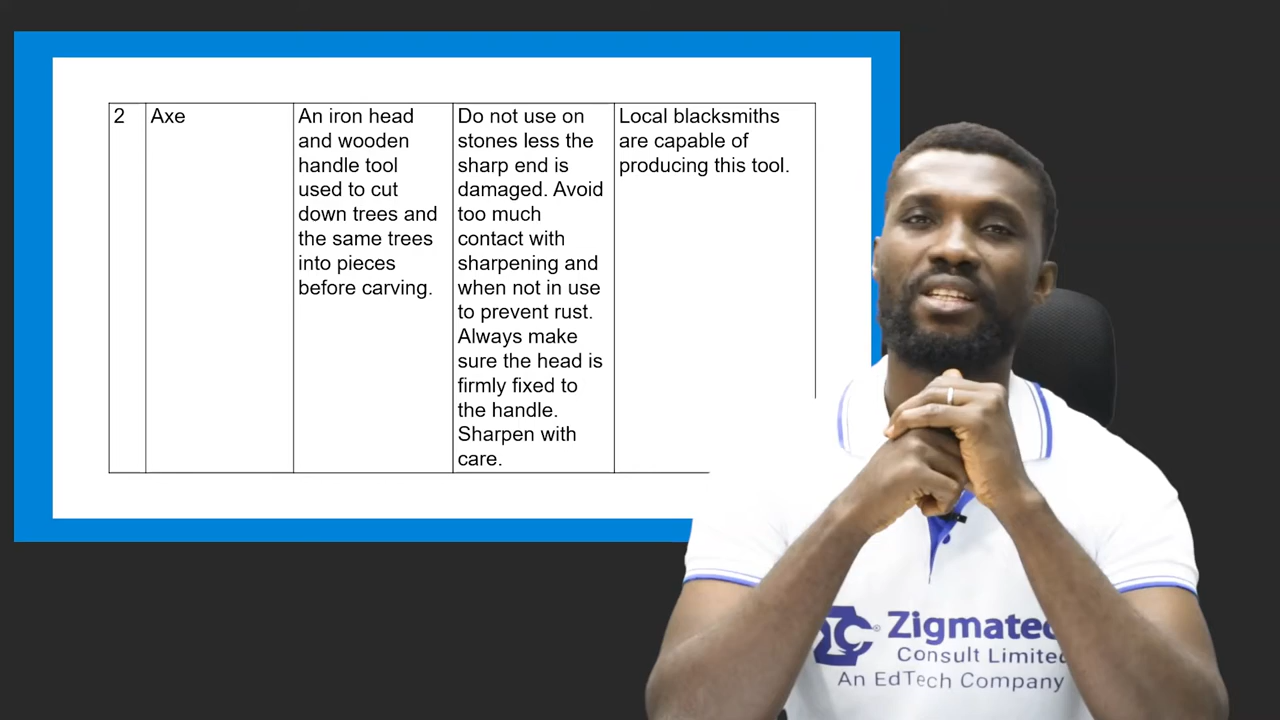 2
Axe
An iron head
and wooden
handle tool
used to cut
down trees and
the same trees
into pieces
before carving.
Do not use on
stones less the
sharp end is
damaged. Avoid
too much
contact with
sharpening and
when not in use
to prevent rust.
Always make
sure the head is
firmly fixed to
the handle.
Sharpen with
care.
Local blacksmiths
are capable of
producing this tool.
Zigmatec
Consult Limited
An EdTech Company